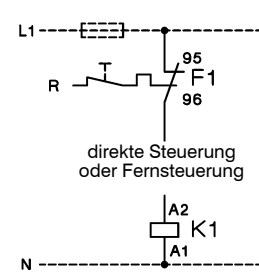 L1
95
F1
R
96
direkte Steuerung
oder Fernsteuerung
A2
K1
A1
N